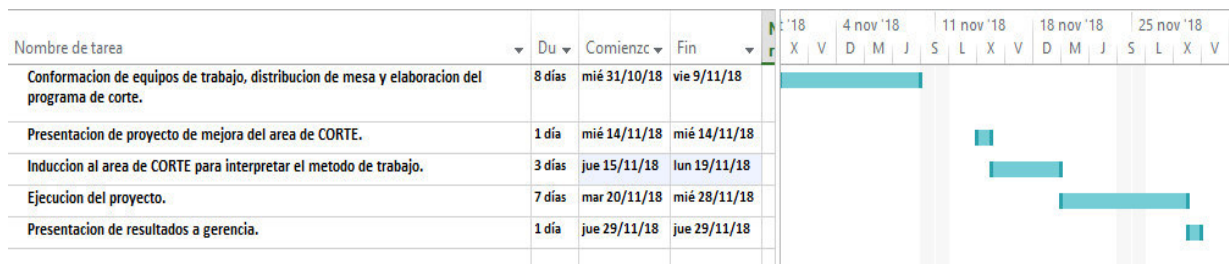 '18 4 nov '18 11 nov '18 18 nov '18 25 nov '18
Nombre de tarea Du Comienzo Fin X V D M J S L X V D M J S L X V
Conformacion de equipos de trabajo, distribucion de mesa y elaboracion del 8 días mié 31/10/18 vie 9/11/18
programa de corte.
Presentacion de proyecto de mejora del area de CORTE. 1 día mié 14/11/18 mié 14/11/18
Induccion al area de CORTE para interpretar el metodo de trabajo. 3 días jue 15/11/18 lun 19/11/18
Ejecucion del proyecto. 7 días mar 20/11/18 mié 28/11/18
Presentacion de resultados a gerencia. 1 día jue 29/11/18 jue 29/11/18